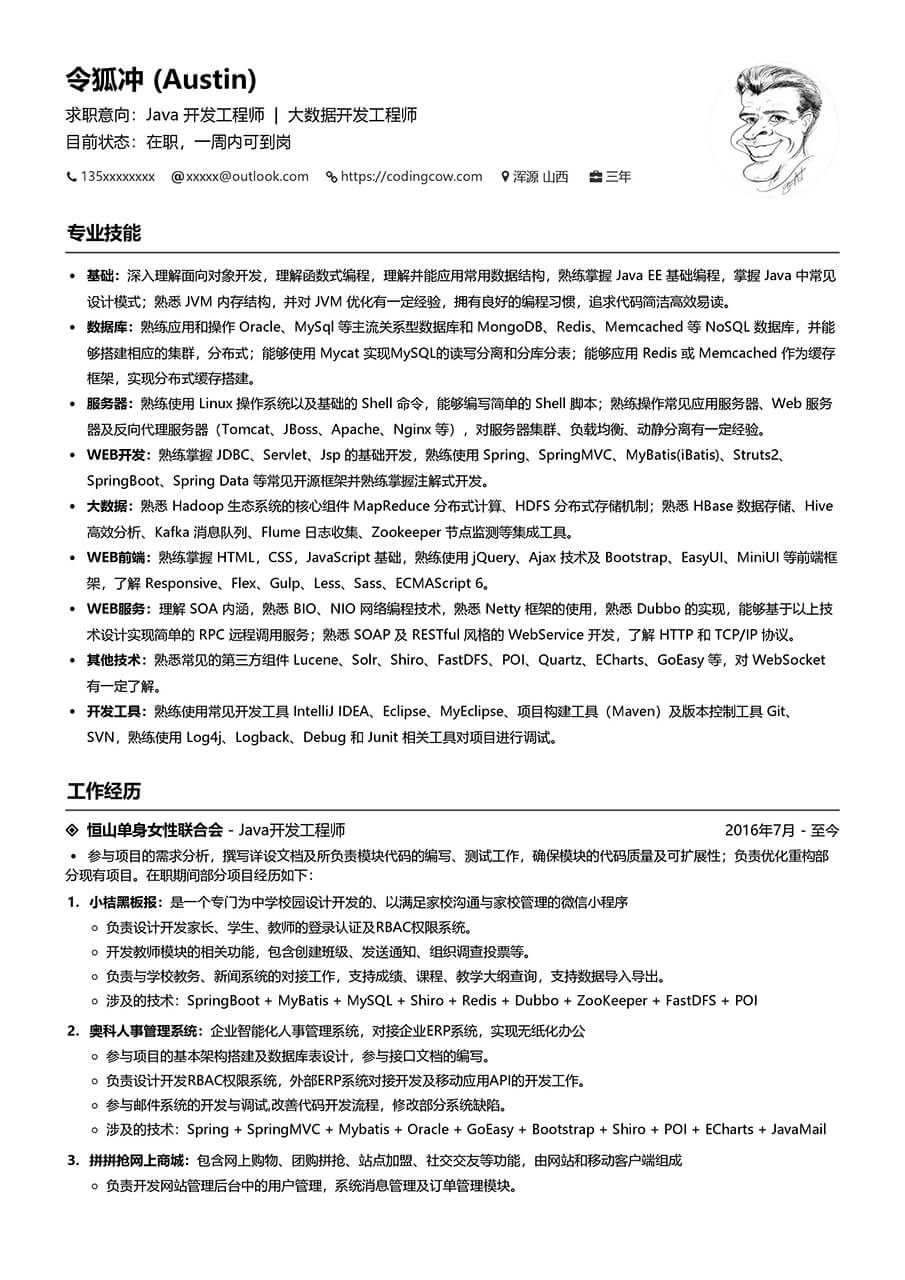 令狐冲 (Austin)
求职意向：Java 开发工程师 | 大数据开发工程师
目前状态：在职，一周内可到岗
135xxxxxxxx @xxxxx@outlook.com https://codingcow.com 浑源 山西 三年
专业技能
• 基础：深入理解面向对象开发，理解函数式编程，理解并能应用常用数据结构，熟练掌握 Java EE 基础编程，掌握 Java 中常见
设计模式；熟悉 JVM 内存结构，并对 JVM 优化有一定经验，拥有良好的编程习惯，追求代码简洁高效易读。
• 数据库：熟练应用和操作 Oracle、MySql 等主流关系型数据库和 MongoDB、Redis、Memcached 等 NoSQL 数据库，并能
够搭建相应的集群，分布式；能够使用 Mycat 实现MySQL的读写分离和分库分表；能够应用 Redis 或 Memcached 作为缓存
框架，实现分布式缓存搭建。
• 服务器：熟练使用 Linux 操作系统以及基础的 Shell 命令，能够编写简单的 Shell 脚本；熟练操作常见应用服务器、Web 服务
器及反向代理服务器（Tomcat、JBoss、Apache、Nginx 等），对服务器集群、负载均衡、动静分离有一定经验。
• WEB开发：熟练掌握 JDBC、Servlet、Jsp 的基础开发，熟练使用 Spring、SpringMVC、MyBatis(iBatis)、Struts2、
SpringBoot、Spring Data 等常见开源框架并熟练掌握注解式开发。
• 大数据：熟悉 Hadoop 生态系统的核心组件 MapReduce 分布式计算、HDFS 分布式存储机制；熟悉 HBase 数据存储、Hive
高效分析、Kafka 消息队列、Flume 日志收集、Zookeeper 节点监测等集成工具。
• WEB前端：熟练掌握 HTML，CSS，JavaScript 基础，熟练使用 jQuery、Ajax 技术及 Bootstrap、EasyUI、MiniUI 等前端框
架，了解 Responsive、Flex、Gulp、Less、Sass、ECMAScript 6。
• WEB服务：理解 SOA 内涵，熟悉 BIO、NIO 网络编程技术，熟悉 Netty 框架的使用，熟悉 Dubbo 的实现，能够基于以上技
术设计实现简单的 RPC 远程调用服务；熟悉 SOAP 及 RESTful 风格的 WebService 开发，了解 HTTP 和 TCP/IP 协议。
• 其他技术：熟悉常见的第三方组件 Lucene、Solr、Shiro、FastDFS、POI、Quartz、ECharts、GoEasy 等，对 WebSocket
有一定了解。
• 开发工具：熟练使用常见开发工具 IntelliJ IDEA、Eclipse、MyEclipse、项目构建工具（Maven）及版本控制工具 Git、
SVN，熟练使用 Log4j、Logback、Debug 和 Junit 相关工具对项目进行调试。
工作经历
恒山单身女性联合会 - Java开发工程师 2016年7月 - 至今
• 参与项目的需求分析，撰写详设文档及所负责模块代码的编写、测试工作，确保模块的代码质量及可扩展性；负责优化重构部
分现有项目。在职期间部分项目经历如下：
1. 小桔黑板报：是一个专门为中学校园设计开发的、以满足家校沟通与家校管理的微信小程序
○ 负责设计开发家长、学生、教师的登录认证及RBAC权限系统。
○ 开发教师模块的相关功能，包含创建班级、发送通知、组织调查投票等。
○ 负责与学校教务、新闻系统的对接工作，支持成绩、课程、教学大纲查询，支持数据导入导出。
○ 涉及的技术：SpringBoot + MyBatis + MySQL + Shiro + Redis + Dubbo + ZooKeeper + FastDFS + POI
2. 奥科人事管理系统：企业智能化人事管理系统，对接企业ERP系统，实现无纸化办公
○ 参与项目的基本架构搭建及数据库表设计，参与接口文档的编写。
○ 负责设计开发RBAC权限系统，外部ERP系统对接开发及移动应用API的开发工作。
○ 参与邮件系统的开发与调试,改善代码开发流程，修改部分系统缺陷。
○ 涉及的技术：Spring + SpringMVC + Mybatis + Oracle + GoEasy + Bootstrap + Shiro + POI + ECharts + JavaMail
3. 拼拼抢网上商城：包含网上购物、团购拼抢、站点加盟、社交交友等功能，由网站和移动客户端组成
○ 负责开发网站管理后台中的用户管理，系统消息管理及订单管理模块。